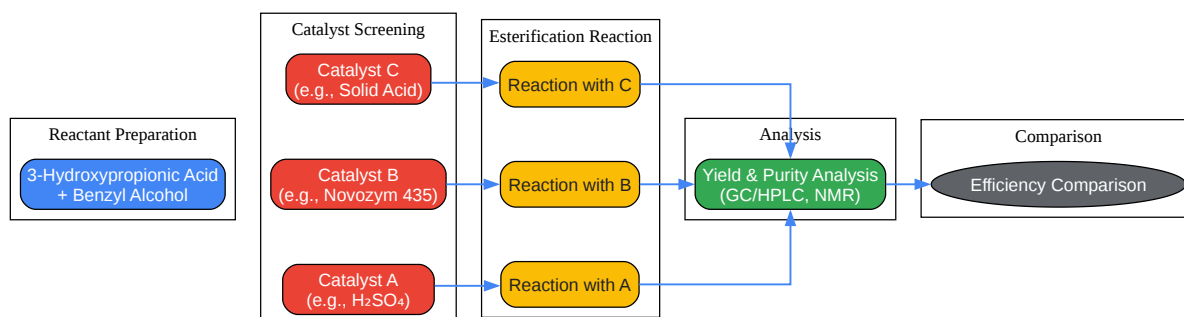 Reactant Preparation
3-Hydroxypropionic Acid
+ Benzyl Alcohol
Catalyst Screening
Catalyst C
(e.g., Solid Acid)
Catalyst B
(e.g., Novozym 435)
Catalyst A
(e.g., H₂SO₄)
Esterification Reaction
Reaction with C
Reaction with B
Reaction with A
Analysis
Yield & Purity Analysis
(GC/HPLC, NMR)
Comparison
Efficiency Comparison